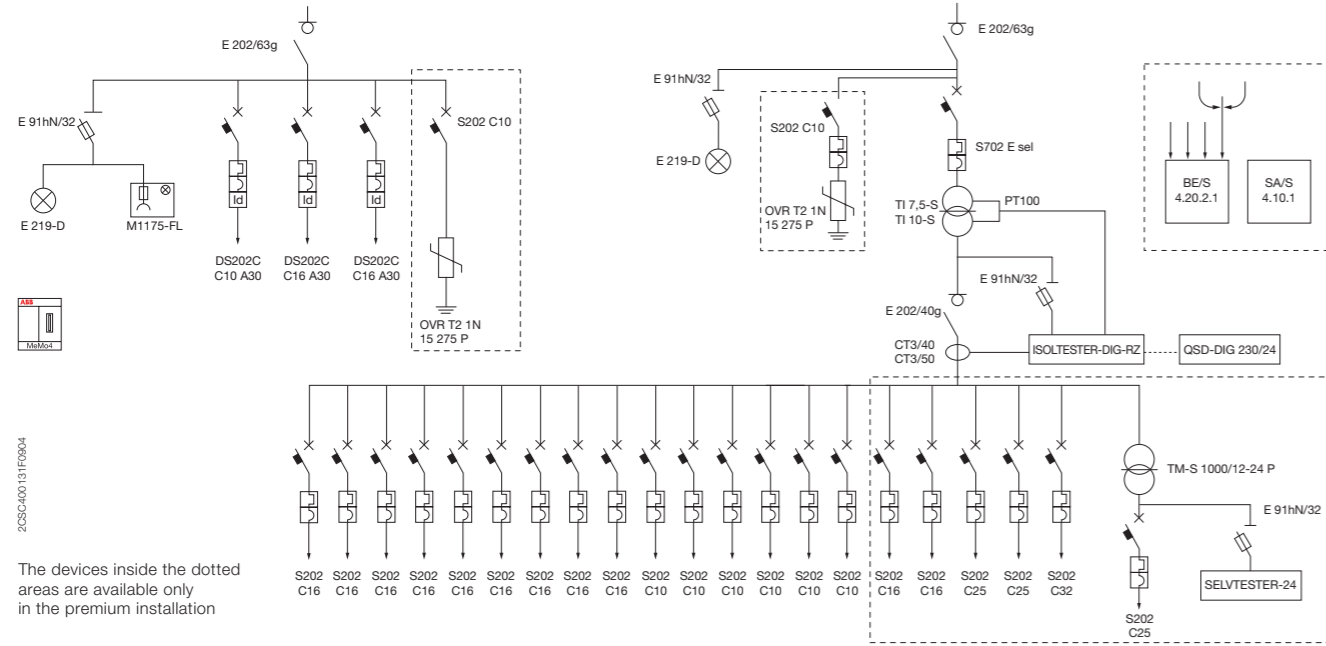 E 202/63g
E 91hN/32
S202 C10
E 219-D
M1175-FL
Id
Id
Id
DS202C
C10 A30
DS202C
C16 A30
DS202C
C16 A30
OVR T2 1N
15 275 P
ABB
MeMo4
E 202/63g
E 91hN/32
S202 C10
E 219-D
S702 E sel
OVR T2 1N
15 275 P
TI 7,5-S
TI 10-S
PT100
BE/S
4.20.2.1
SA/S
4.10.1
E 91hN/32
E 202/40g
CT3/40
CT3/50
ISOLTESTER-DIG-RZ
QSD-DIG 230/24
TM-S 1000/12-24 P
E 91hN/32
SELVTESTER-24
S202
C16
S202
C16
S202
C16
S202
C16
S202
C16
S202
C16
S202
C16
S202
C16
S202
C16
S202
C10
S202
C10
S202
C10
S202
C10
S202
C10
S202
C10
S202
C16
S202
C16
S202
C25
S202
C25
S202
C32
S202
C25
2CSC400131F0904
The devices inside the dotted
areas are available only
in the premium installation